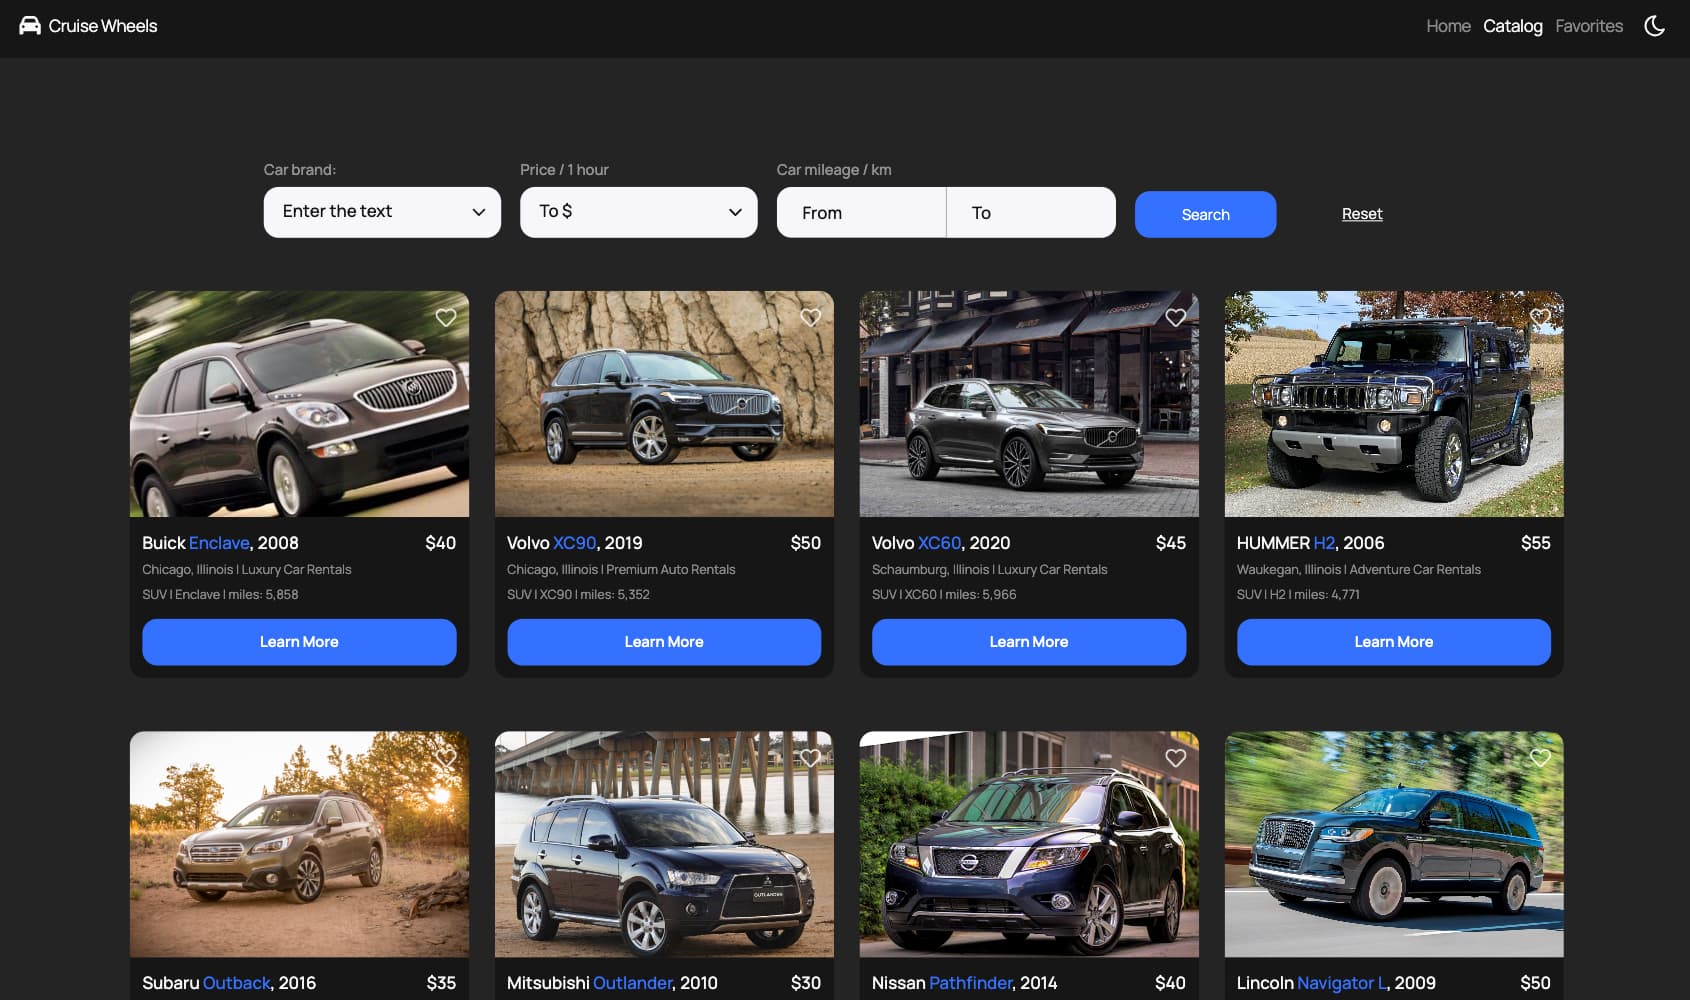 Cruise Wheels
Home Catalog Favorites
Car brand:
Price / 1 hour
Car mileage / km
Enter the text
To $
From
To
Search
Reset
Buick Enclave, 2008 $40
Chicago, Illinois | Luxury Car Rentals
SUV | Enclave | miles: 5,858
Learn More
Volvo XC90, 2019 $50
Chicago, Illinois | Premium Auto Rentals
SUV | XC90 | miles: 5,352
Learn More
ESPRESSO
Volvo XC60, 2020 $45
Schaumburg, Illinois | Luxury Car Rentals
SUV | XC60 | miles: 5,966
Learn More
HUMMER H2, 2006 $55
Waukegan, Illinois | Adventure Car Rentals
SUV | H2 | miles: 4,771
Learn More
Subaru Outback, 2016 $35
OUTLANDER
Mitsubishi Outlander, 2010 $30
Nissan Pathfinder, 2014 $40
Lincoln Navigator L, 2009 $50